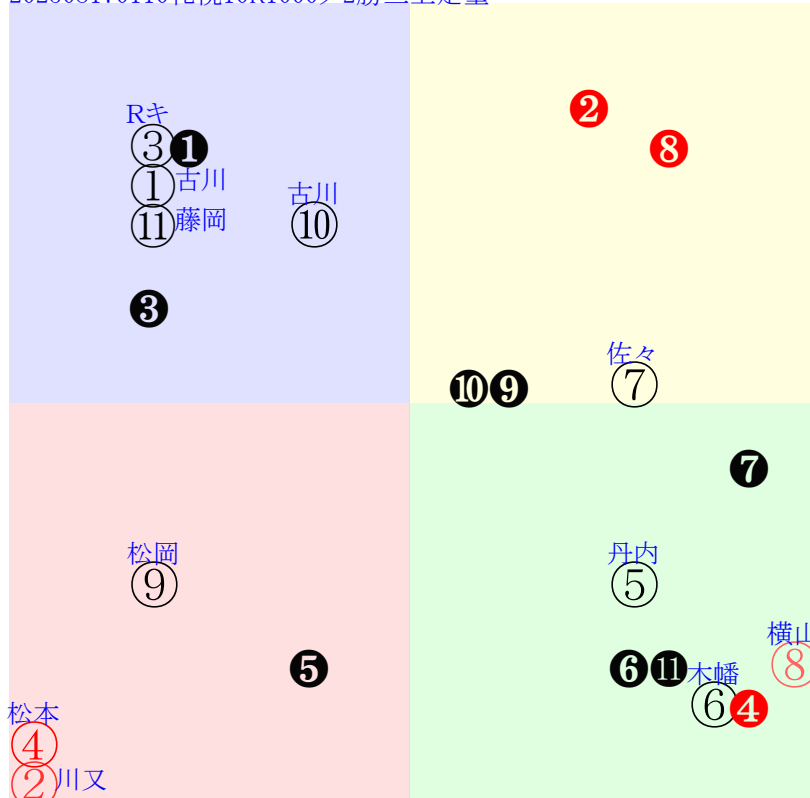 Rキ
❷
③❶
❽
①古川
古川
⑪藤岡
⑩
❸
佐々
⑦
❿❾
❼
松岡
丹内
⑨
⑤
横山
❺
❻⓫木幡
⑧
⑥❹
松本
④
②川又